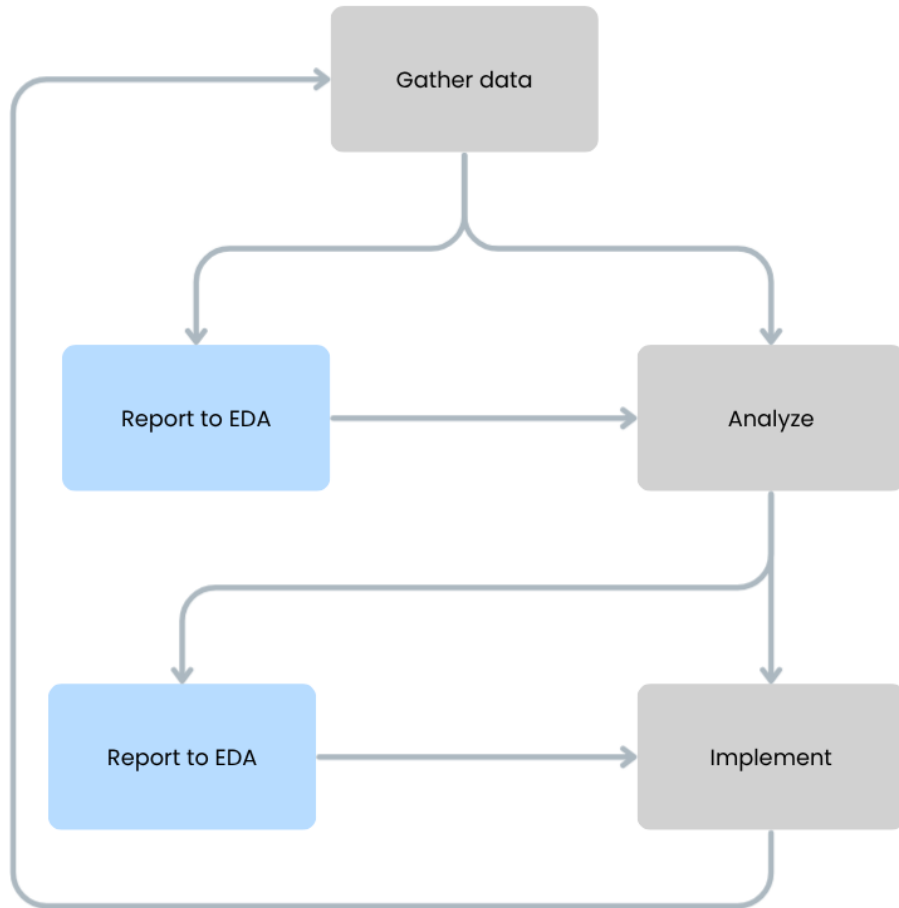 Gather data
Report to EDA
Analyze
Report to EDA
Implement